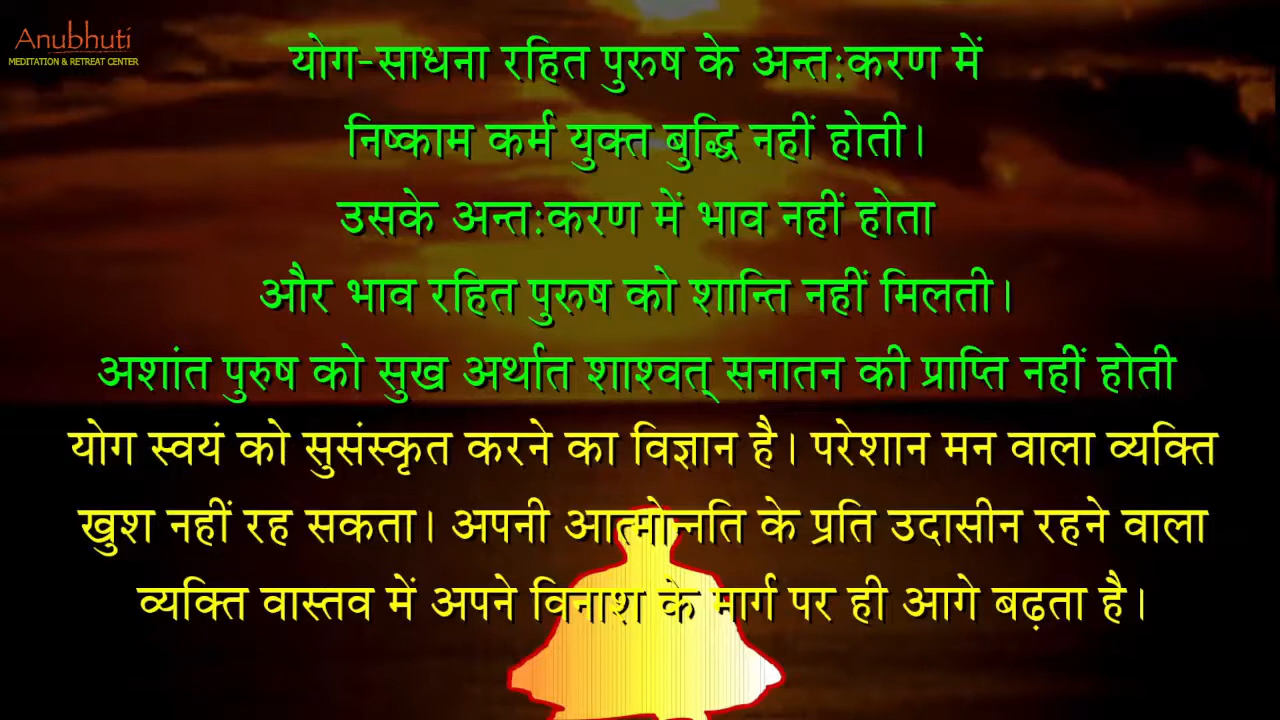 Anubhuti
MEDITATION & RETREAT CENTER
योग-साधना रहित पुरुष के अन्तःकरण में
निष्काम कर्म युक्त बुद्धि नहीं होती।
उसके अन्तःकरण में भाव नहीं होता
और भाव रहित पुरुष को शान्ति नहीं मिलती।
अशांत पुरुष को सुख अर्थात शाश्वत् सनातन की प्राप्ति नहीं होती
योग स्वयं को सुसंस्कृत करने का विज्ञान है। परेशान मन वाला व्यक्ति
खुश नहीं रह सकता। अपनी आत्मोन्नति के प्रति उदासीन रहने वाला
व्यक्ति वास्तव में अपने विनाश के मार्ग पर ही आगे बढ़ता है।